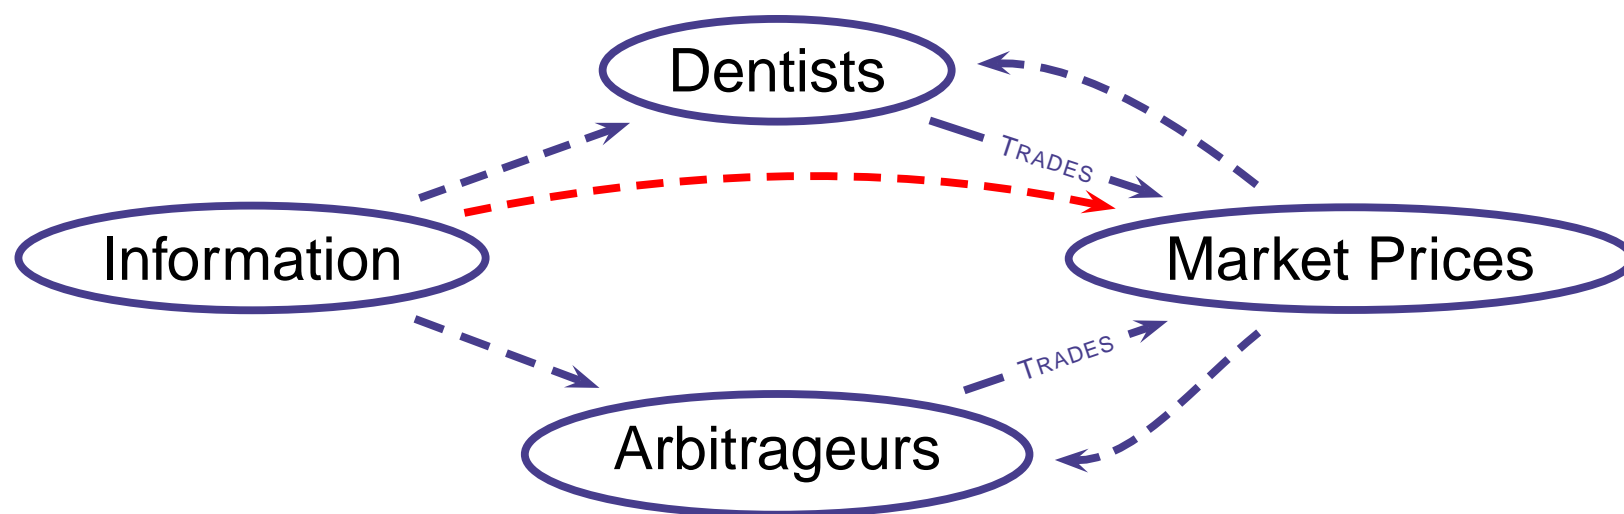 Dentists
TRADES
Information
Market Prices
TRADES
Arbitrageurs